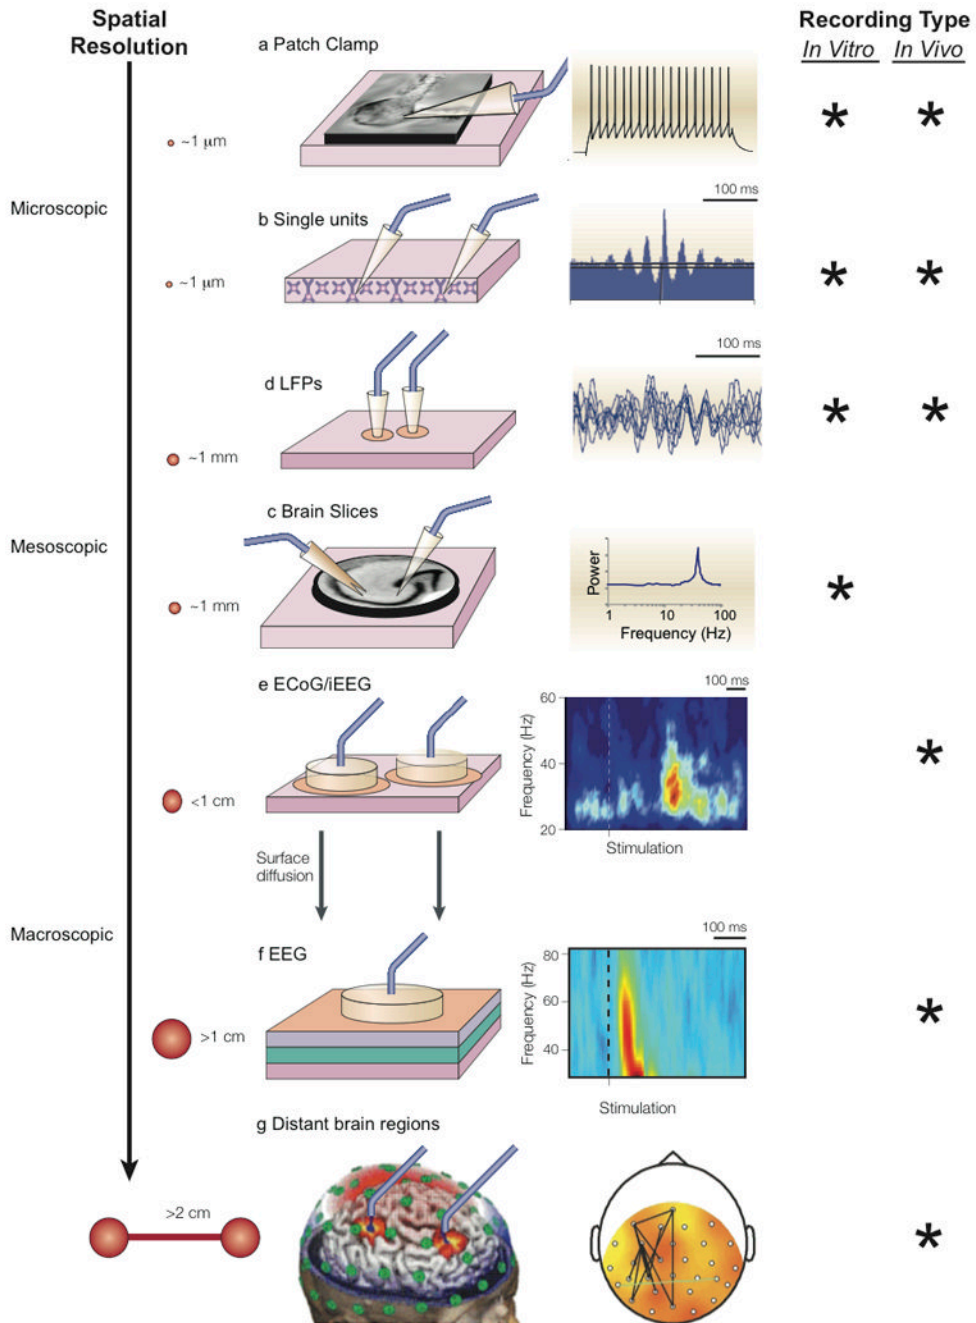 Spatial
Resolution
Recording Type
In Vitro
In Vivo
a Patch Clamp
~1 μm
*
*
Microscopic
b Single units
100 ms
~1 μm
*
*
d LFPs
100 ms
~1 mm
*
*
Mesoscopic
c Brain Slices
~1 mm
Power
1
10
100
Frequency (Hz)
*
e ECoG/iEEG
100 ms
<1 cm
Frequency (Hz)
60
40
20
Stimulation
*
Surface
diffusion
Macroscopic
f EEG
100 ms
>1 cm
Frequency (Hz)
80
60
40
Stimulation
*
g Distant brain regions
>2 cm
*